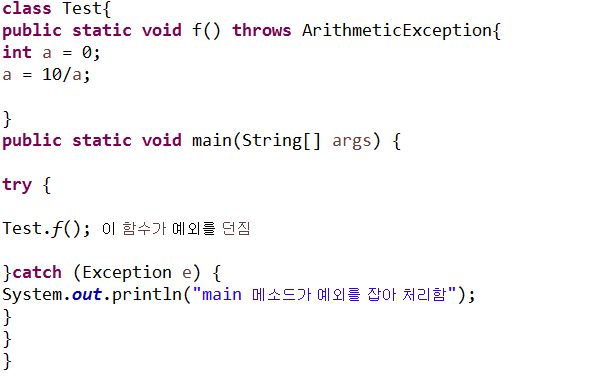 class Test{
public static void f() throws ArithmeticException{
int a = 0;
a = 10/a;
}
public static void main(String[] args) {
try {
Test.f(); 이 함수가 예외를 던짐
}catch (Exception e) {
System.out.println("main 메소드가 예외를 잡아 처리함");
}
}
}